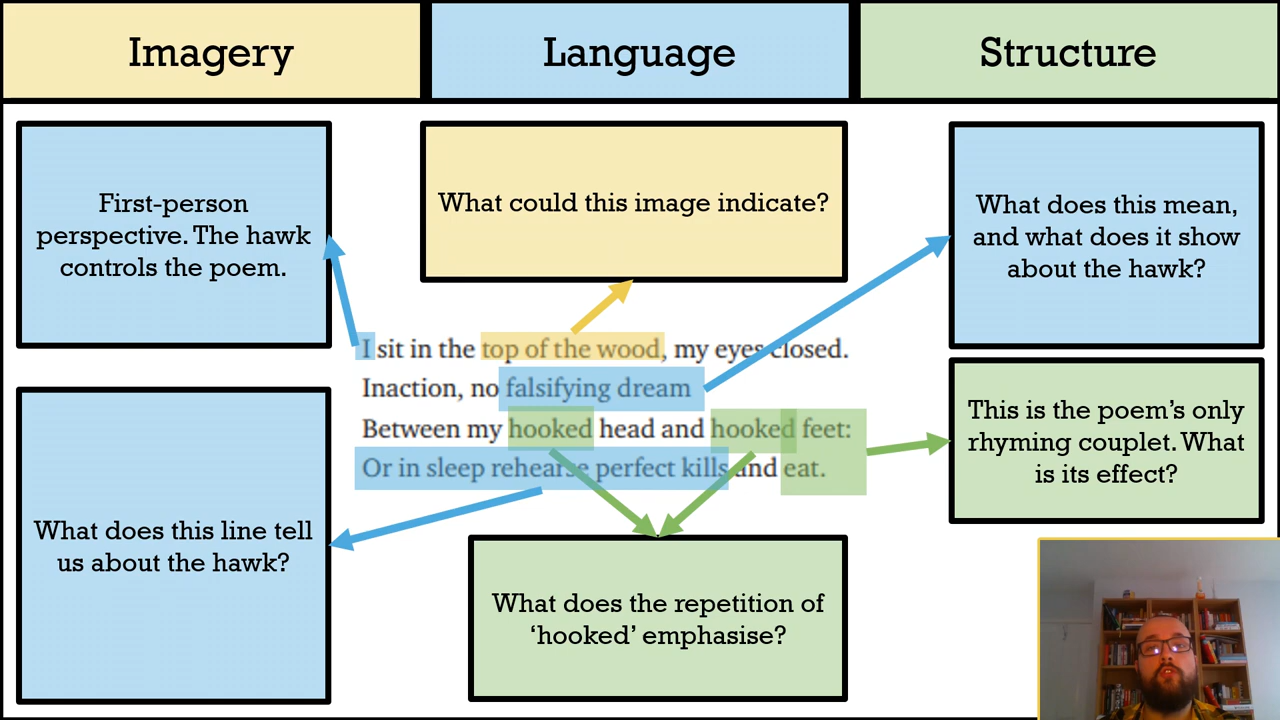 Imagery
Language
Structure
First-person
perspective. The hawk
controls the poem.
What could this image indicate?
What does this mean,
and what does it show
about the hawk?
I sit in the top of the wood, my eyes closed.
Inaction, no falsifying dream
Between my hooked head and hooked feet:
Or in sleep rehearse perfect kills and eat.
This is the poem's only
rhyming couplet. What
is its effect?
What does this line tell
us about the hawk?
What does the repetition of
‘hooked’ emphasise?